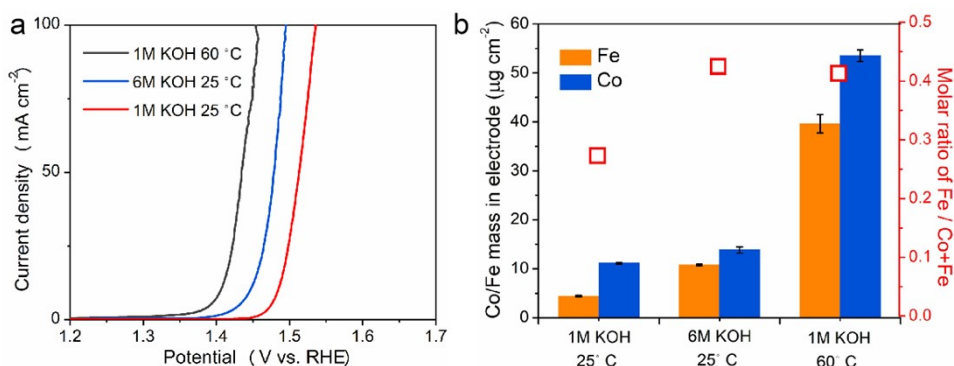 a
Current density ( mA cm⁻²)
100
50
0
1M KOH 60 °C
6M KOH 25 °C
1M KOH 25 °C
1.2
1.3
1.4
1.5
1.6
1.7
Potential ( V vs. RHE)
b
Co/Fe mass in electrode (µg cm⁻²)
60
50
40
30
20
10
0
Fe
Co
1M KOH
25° C
6M KOH
25° C
1M KOH
60° C
0.5
0.4
0.3
0.2
0.1
0.0
Molar ratio of Fe / Co+Fe